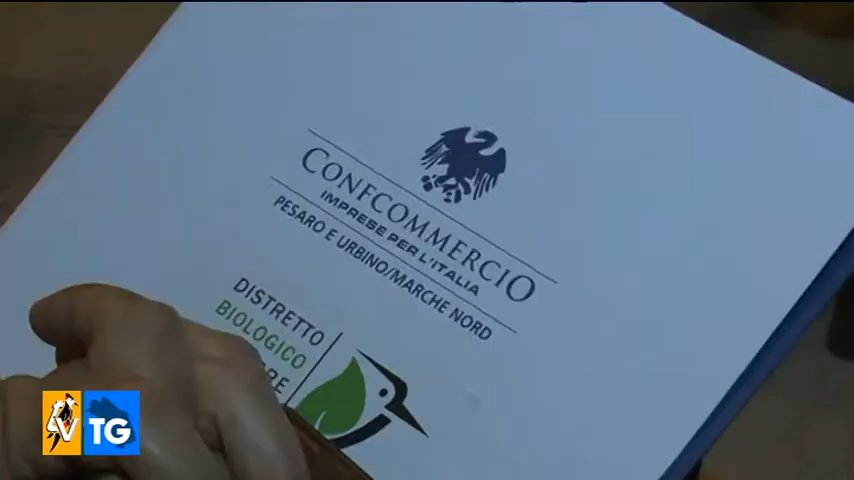 CONFCOMMERCIO
IMPRESE PER L'ITALIA
PESARO E URBINO/MARCHE NORD
DISTRETTO
BIOLOGICO
V TG